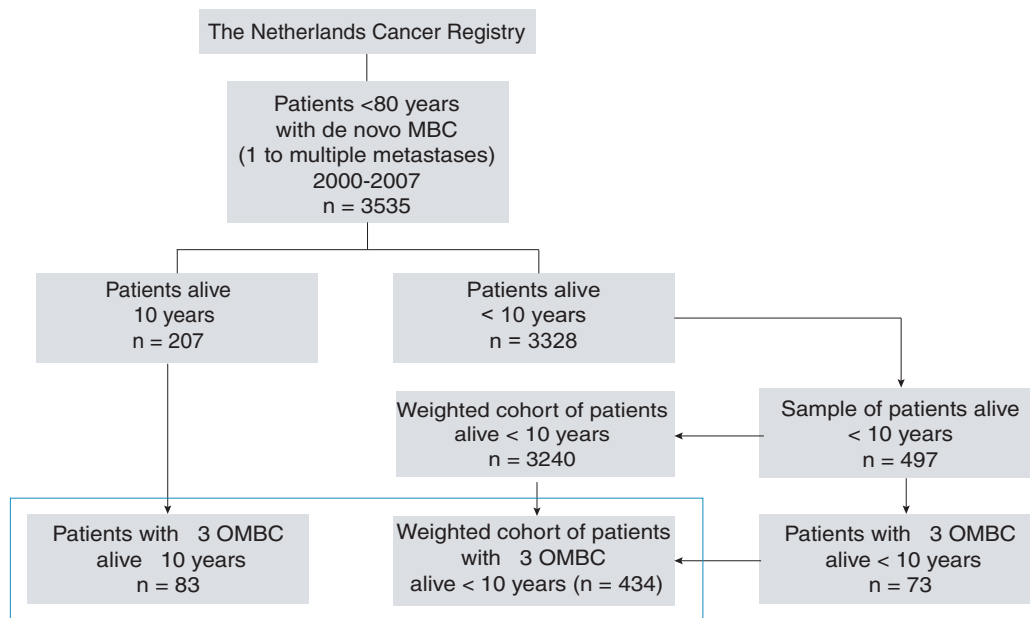 The Netherlands Cancer Registry
Patients <80 years
with de novo MBC
(1 to multiple metastases)
2000-2007
n = 3535
Patients alive
10 years
n = 207
Patients alive
< 10 years
n = 3328
Weighted cohort of patients
alive < 10 years
n = 3240
Sample of patients alive
< 10 years
n = 497
Patients with 3 OMBC
alive 10 years
n = 83
Weighted cohort of patients
with 3 OMBC
alive < 10 years (n = 434)
Patients with 3 OMBC
alive < 10 years
n = 73